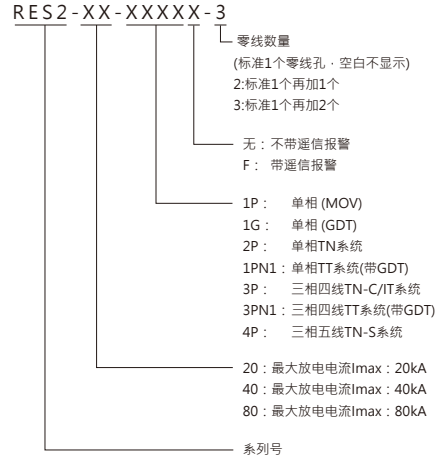 RES2-XX-XXXXX-3
零线数量
(标准1个零线孔，空白不显示)
2:标准1个再加1个
3:标准1个再加2个
无：不带遥信报警
F： 带遥信报警
1P： 单相 (MOV)
1G： 单相 (GDT)
2P： 单相TN系统
1PN1：单相TT系统(带GDT)
3P： 三相四线TN-C/IT系统
3PN1：三相四线TT系统(带GDT)
4P： 三相五线TN-S系统
20：最大放电电流Imax：20kA
40：最大放电电流Imax：40kA
80：最大放电电流Imax：80kA
系列号